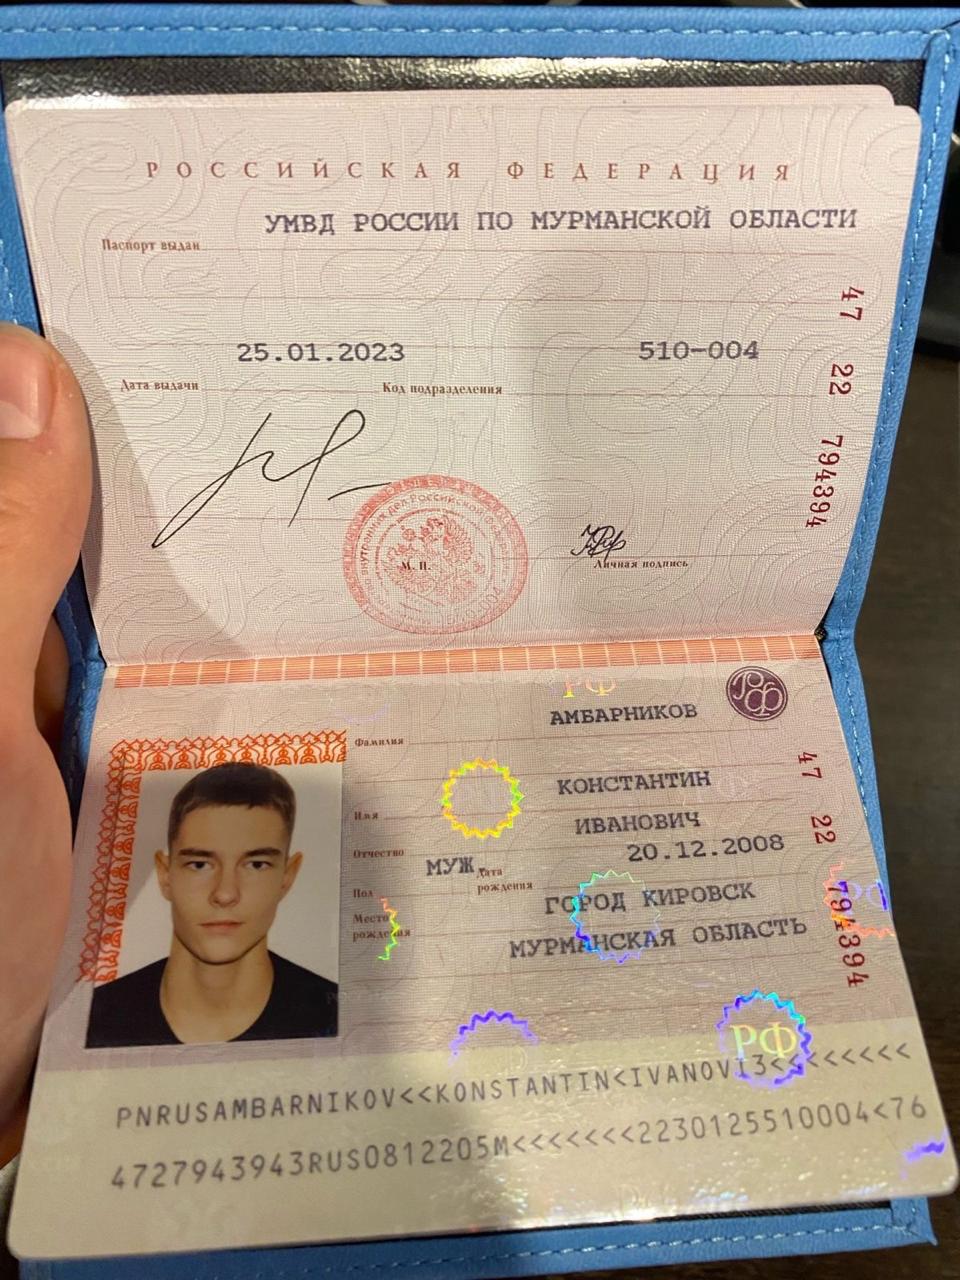 РОССИЙСКАЯ ФЕДЕРАЦИЯ
УМВД РОССИИ ПО МУРМАНСКОЙ ОБЛАСТИ
Паспорт выдан
25.01.2023 510-004
Дата выдачи Код подразделения
47 22 794394
М. П.
Личная подпись
РФ
АМБАРНИКОВ
Фамилия
КОНСТАНТИН
Имя
ИВАНОВИЧ
Отчество
МУЖ Дата рождения 20.12.2008
Пол
ГОРОД КИРОВСК
Место рождения
МУРМАНСКАЯ ОБЛАСТЬ
47 22 794394
РФ
PNRUSAMBARNIKOV<<KONSTANTIN<IVANOVI3<<<<<<<<
4727943943RUS0812205M<<<<<<<2230125510004<76